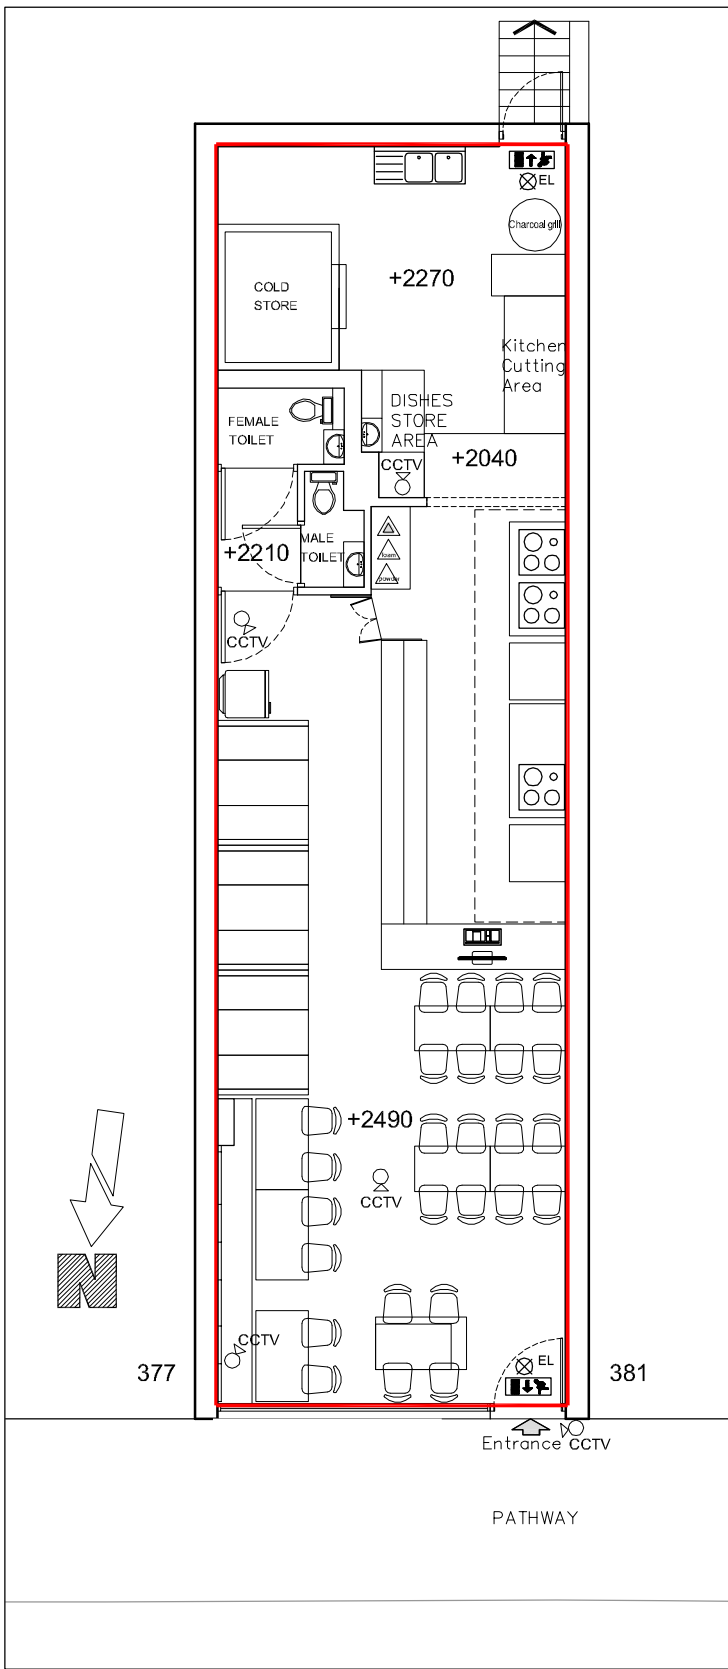 EL
Charcoal grill
+2270
COLD
STORE
Kitchen
Cutting
Area
DISHES
STORE
AREA
FEMALE
TOILET
+2040
CCTV
+2210
MALE
TOILET
foam
powder
CCTV
+2490
CCTV
N
CCTV
EL
377
381
Entrance
CCTV
PATHWAY